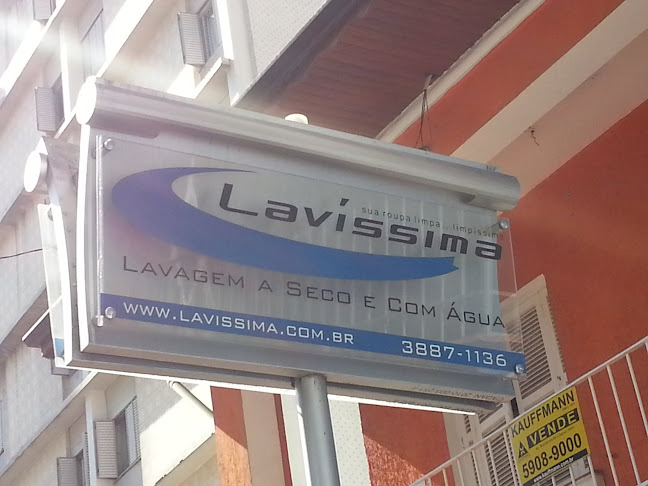 Lavíssima
sua roupa limpa... limpíssima
Lavagem a Seco e Com Água
www.lavissima.com.br 3887-1136
KAUFFMANN
VENDE
5908-9000